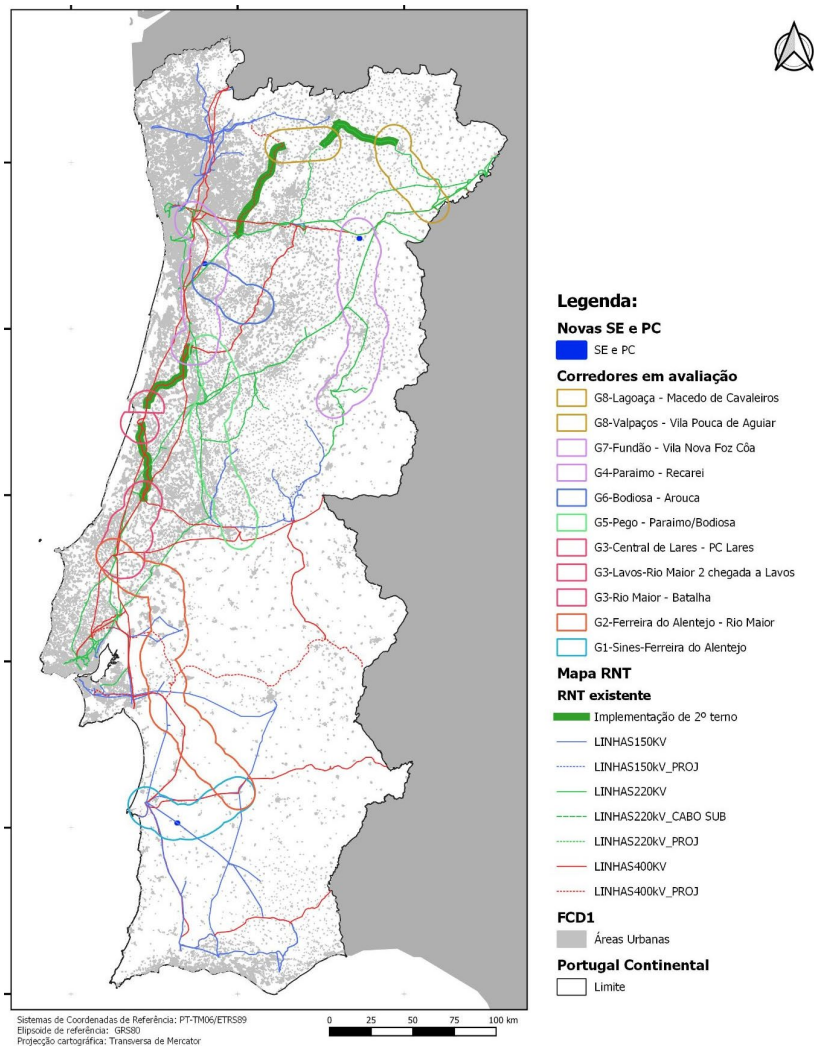 Legenda:
Novas SE e PC
SE e PC
Corredores em avaliação
G8-Lagoaça - Macedo de Cavaleiros
G8-Valpaços - Vila Pouca de Aguiar
G7-Fundão - Vila Nova Foz Côa
G4-Paraimo - Recarei
G6-Bodiosa - Arouca
G5-Pego - Paraimo/Bodiosa
G3-Central de Lares - PC Lares
G3-Lavos-Rio Maior 2 chegada a Lavos
G3-Rio Maior - Batalha
G2-Ferreira do Alentejo - Rio Maior
G1-Sines-Ferreira do Alentejo
Mapa RNT
RNT existente
Implementação de 2º terno
LINHAS150KV
LINHAS150kV_PROJ
LINHAS220KV
LINHAS220kV_CABO SUB
LINHAS220kV_PROJ
LINHAS400KV
LINHAS400kV_PROJ
FCD1
Áreas Urbanas
Portugal Continental
Limite
Sistemas de Coordenadas de Referência: PT-TM06/ETRS89
Elipsoide de referência: GRS80
Projecção cartográfica: Transversa de Mercator
0 25 50 75 100 km